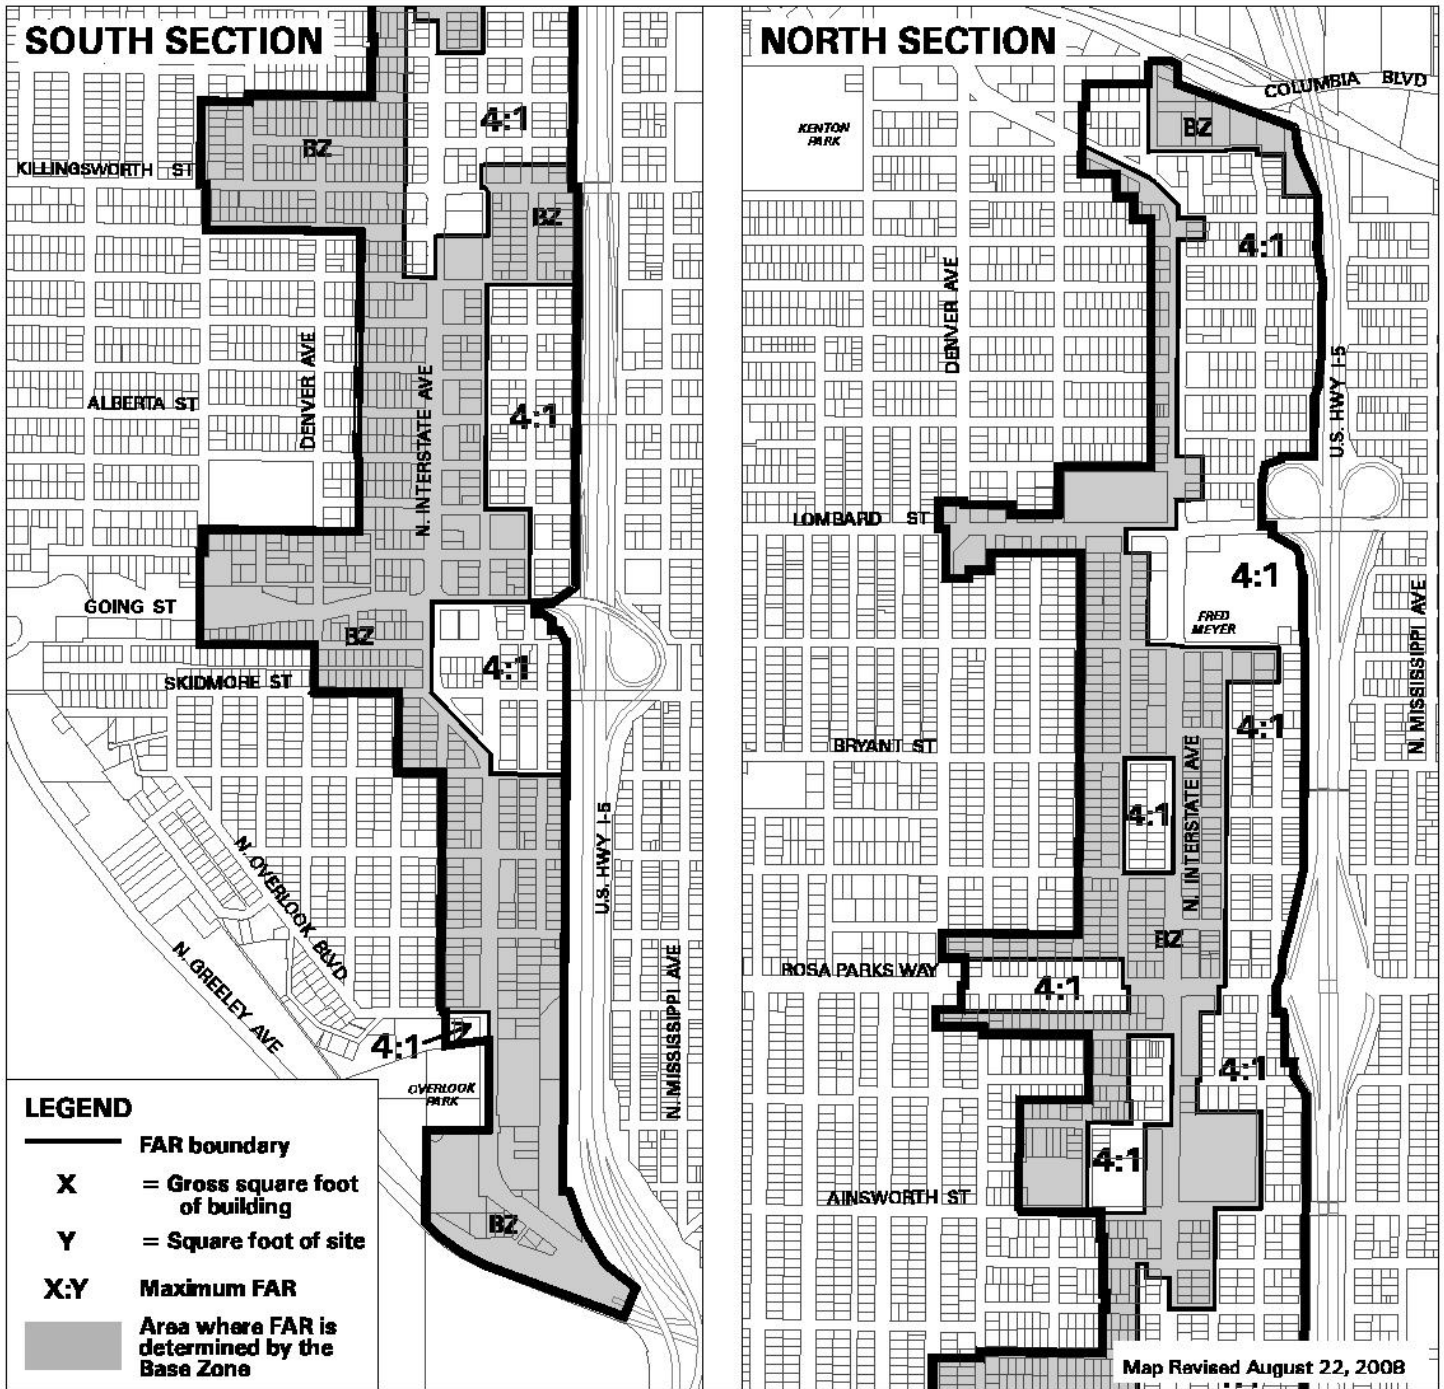 SOUTH SECTION
4:1
BZ
KILLINGSWORTH ST
BZ
DENVER AVE
N. INTERSTATE AVE
ALBERTA ST
4:1
GOING ST
BZ
4:1
SKIDMORE ST
N. OVERLOOK BLVD
U.S. HWY I-5
N. GREELEY AVE
N. MISSISSIPPI AVE
4:1
OVERLOOK
PARK
BZ
LEGEND
FAR boundary
X = Gross square foot
of building
Y = Square foot of site
X:Y Maximum FAR
Area where FAR is
determined by the
Base Zone
NORTH SECTION
COLUMBIA BLVD
KENTON
PARK
BZ
4:1
DENVER AVE
U.S. HWY I-5
LOMBARD ST
4:1
FRED
MEYER
N. MISSISSIPPI AVE
4:1
BRYANT ST
4:1
N. INTERSTATE AVE
BZ
ROSA PARKS WAY
4:1
4:1
4:1
AINSWORTH ST
Map Revised August 22, 2008